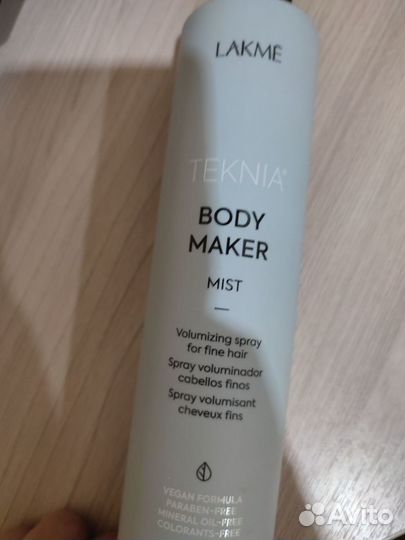 LAKMĒ
TEKNIA®
BODY
MAKER
MIST
Volumizing spray
for fine hair
Spray voluminador
cabellos finos
Spray volumisant
cheveux fins
VEGAN FORMULA
PARABEN-FREE
MINERAL OIL-FREE
COLORANTS-FREE
Avito